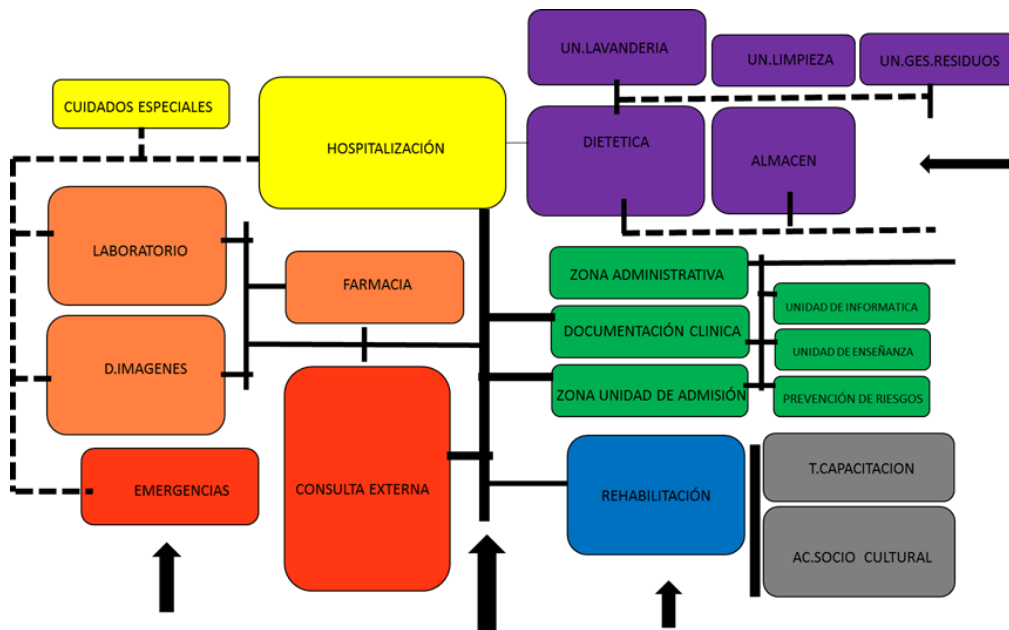 UN.LAVANDERIA
UN.LIMPIEZA
UN.GES.RESIDUOS
CUIDADOS ESPECIALES
HOSPITALIZACIÓN
DIETETICA
ALMACEN
LABORATORIO
FARMACIA
ZONA ADMINISTRATIVA
UNIDAD DE INFORMATICA
DOCUMENTACIÓN CLINICA
UNIDAD DE ENSEÑANZA
D.IMAGENES
ZONA UNIDAD DE ADMISIÓN
PREVENCIÓN DE RIESGOS
EMERGENCIAS
CONSULTA EXTERNA
REHABILITACIÓN
T.CAPACITACION
AC.SOCIO CULTURAL